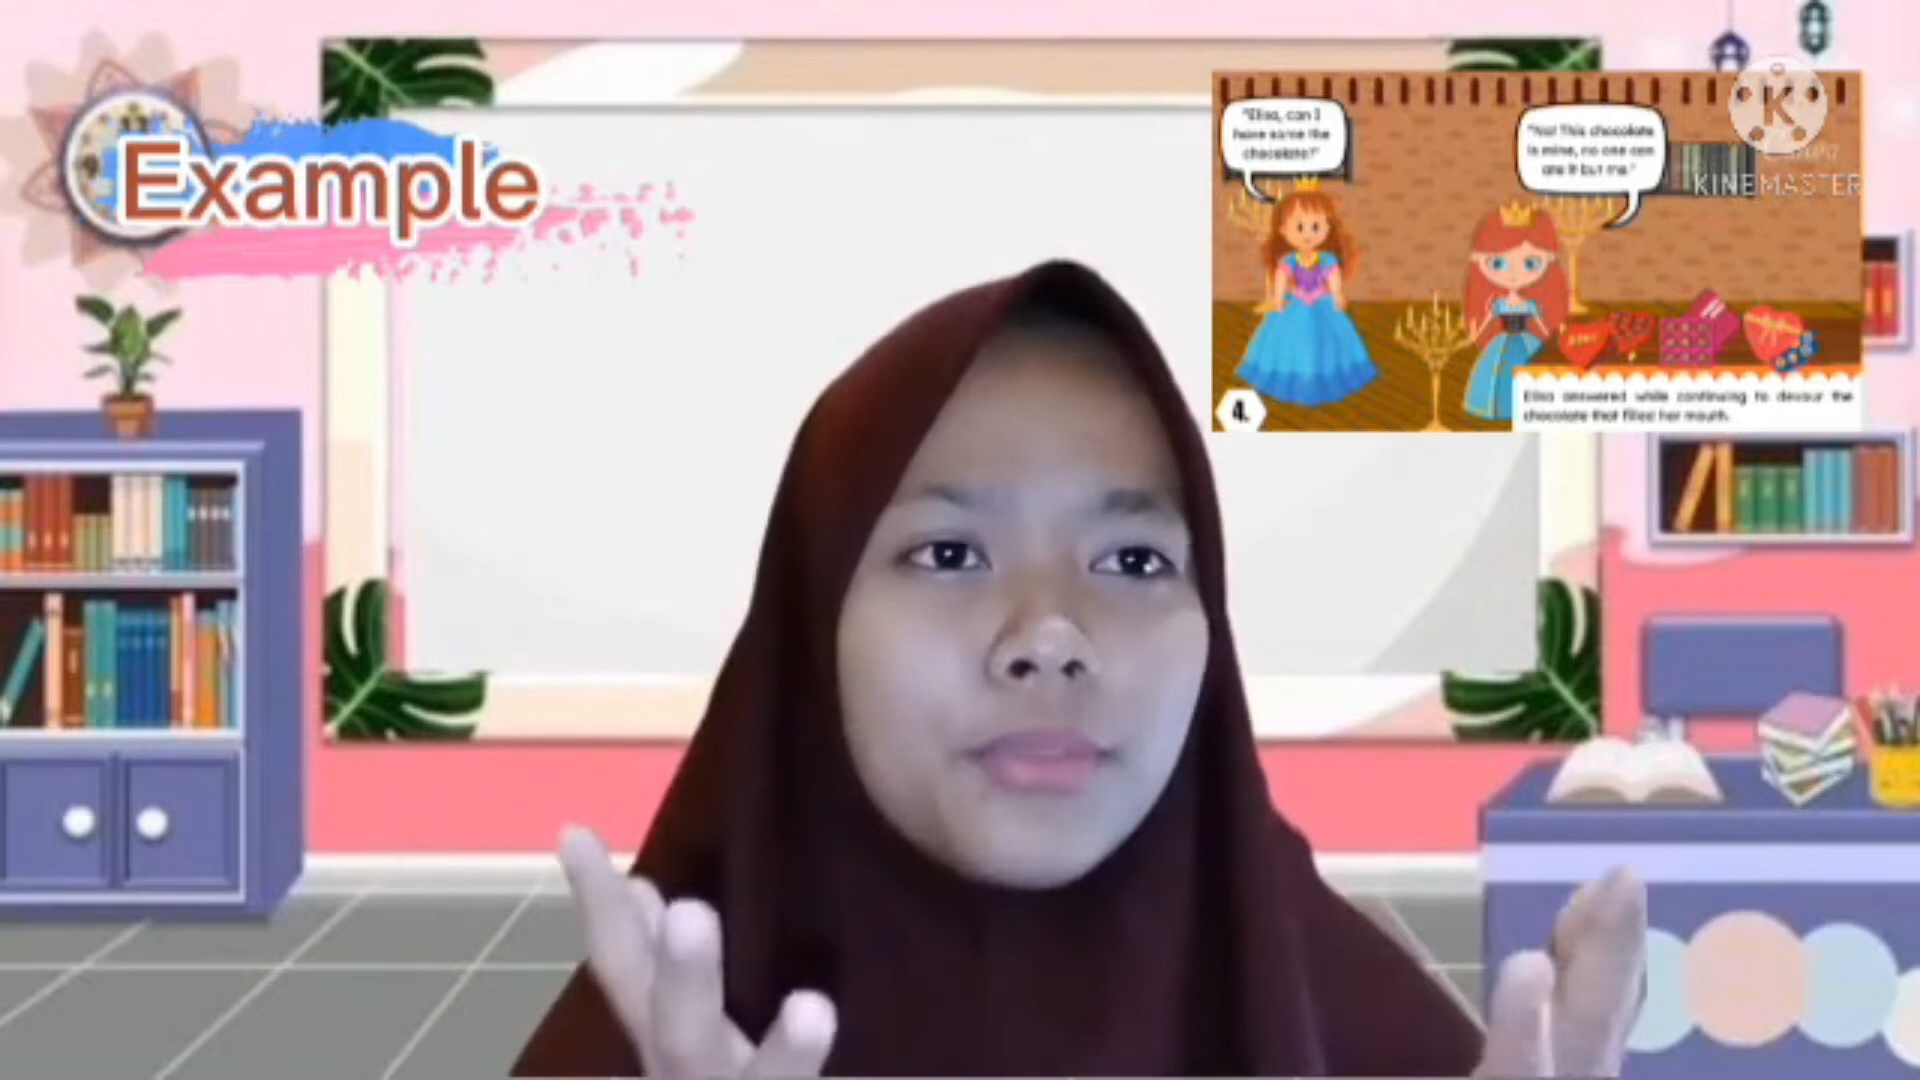 Example
"Elisa, can I
have some the
chocolate?"
"No! This chocolate
is mine, no one can
ate it but me."
KINEMASTER
4.
Elisa answered while continuing to devour the
chocolate that filled her mouth.